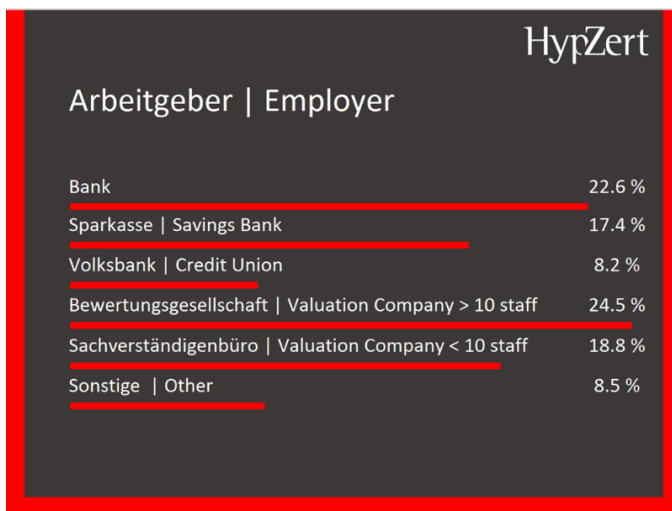 HypZert
Arbeitgeber | Employer
Bank 22.6 %
Sparkasse | Savings Bank 17.4 %
Volksbank | Credit Union 8.2 %
Bewertungsgesellschaft | Valuation Company > 10 staff 24.5 %
Sachverständigenbüro | Valuation Company < 10 staff 18.8 %
Sonstige | Other 8.5 %